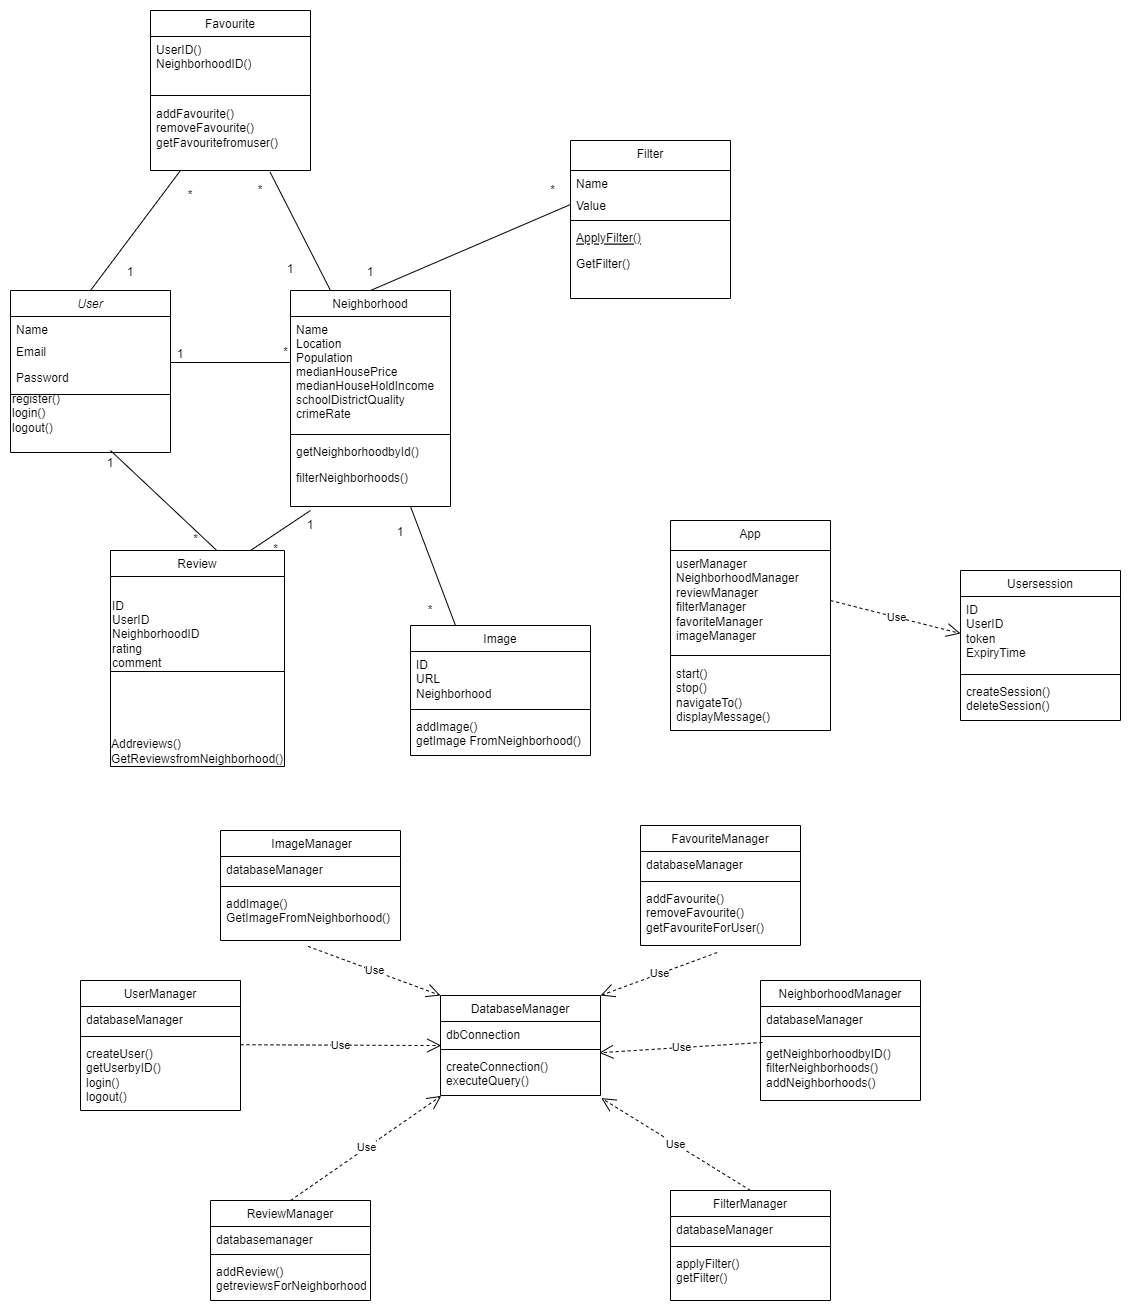 Favourite
UserID()
NeighborhoodID()
addFavourite()
removeFavourite()
getFavouritefromuser()
*
*
1
1
Filter
Name
Value
ApplyFilter()
GetFilter()
*
1
User
Name
Email
Password
register()
login()
logout()
1
*
1
Neighborhood
Name
Location
Population
medianHousePrice
medianHouseHoldIncome
schoolDistrictQuality
crimeRate
getNeighborhoodbyId()
filterNeighborhoods()
1
*
*
1
*
Review
ID
UserID
NeighborhoodID
rating
comment
Addreviews()
GetReviewsfromNeighborhood()
Image
ID
URL
Neighborhood
addImage()
getImage FromNeighborhood()
App
userManager
NeighborhoodManager
reviewManager
filterManager
favoriteManager
imageManager
start()
stop()
navigateTo()
displayMessage()
Use
Usersession
ID
UserID
token
ExpiryTime
createSession()
deleteSession()
ImageManager
databaseManager
addImage()
GetImageFromNeighborhood()
FavouriteManager
databaseManager
addFavourite()
removeFavourite()
getFavouriteForUser()
Use
Use
UserManager
databaseManager
createUser()
getUserbyID()
login()
logout()
Use
DatabaseManager
dbConnection
createConnection()
executeQuery()
Use
NeighborhoodManager
databaseManager
getNeighborhoodbyID()
filterNeighborhoods()
addNeighborhoods()
Use
Use
ReviewManager
databasemanager
addReview()
getreviewsForNeighborhood
FilterManager
databaseManager
applyFilter()
getFilter()